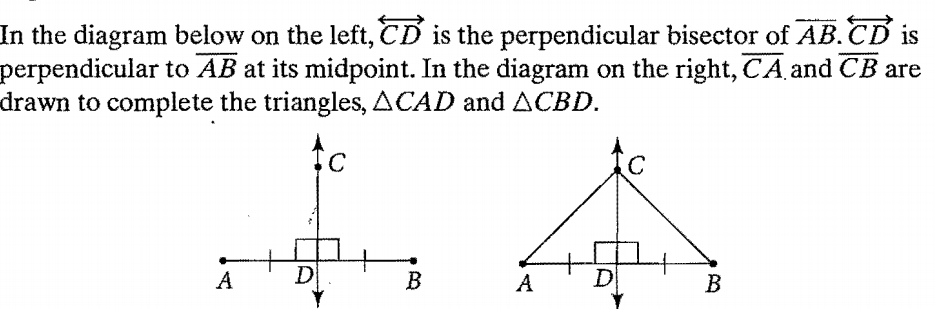 In the diagram below on the left, CD is the perpendicular bisector of AB. CD is
perpendicular to AB at its midpoint. In the diagram on the right, CA and CB are
drawn to complete the triangles, △CAD and △CBD.
C
A D B
C
A D B